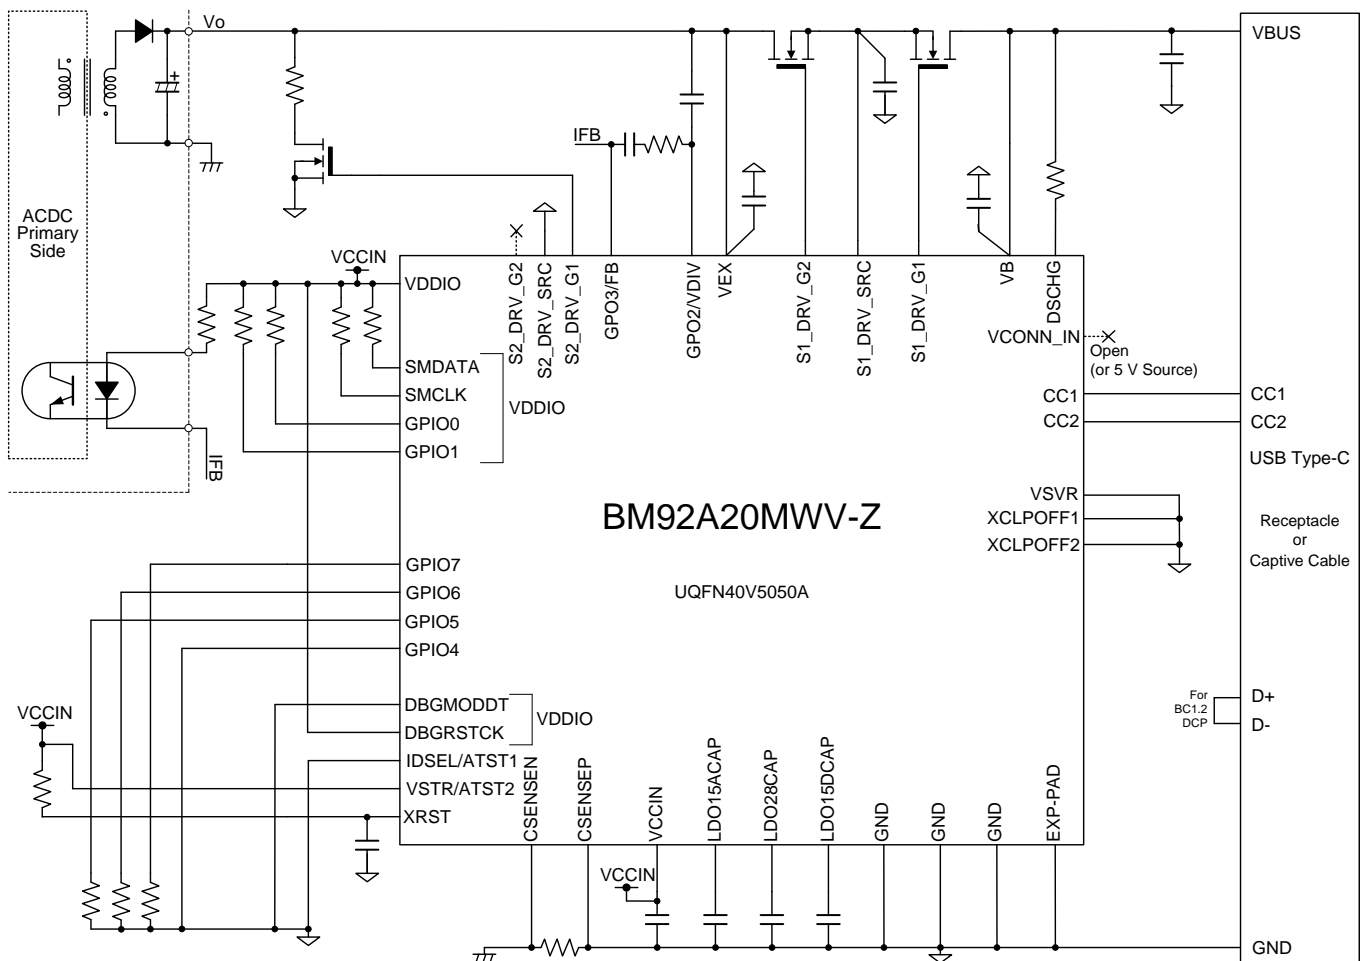 Vo
VBUS
IFB
ACDC
Primary
Side
VCCIN
VDDIO
S2_DRV_G2
S2_DRV_SRC
S2_DRV_G1
GPO3/FB
GPO2/VDIV
VEX
S1_DRV_G2
S1_DRV_SRC
S1_DRV_G1
VB
DSCHG
VCONN_IN
Open
(or 5 V Source)
SMDATA
SMCLK
GPIO0
GPIO1
VDDIO
IFB
CC1
CC2
CC1
CC2
USB Type-C
Receptacle
or
Captive Cable
VSVR
XCLPOFF1
XCLPOFF2
BM92A20MWV-Z
UQFN40V5050A
GPIO7
GPIO6
GPIO5
GPIO4
DBGMODDT
DBGRSTCK
VDDIO
IDSEL/ATST1
VSTR/ATST2
XRST
VCCIN
For
BC1.2
DCP
D+
D-
CSENSEN
CSENSEP
VCCIN
LDO15ACAP
LDO28CAP
LDO15DCAP
GND
GND
GND
EXP-PAD
VCCIN
GND